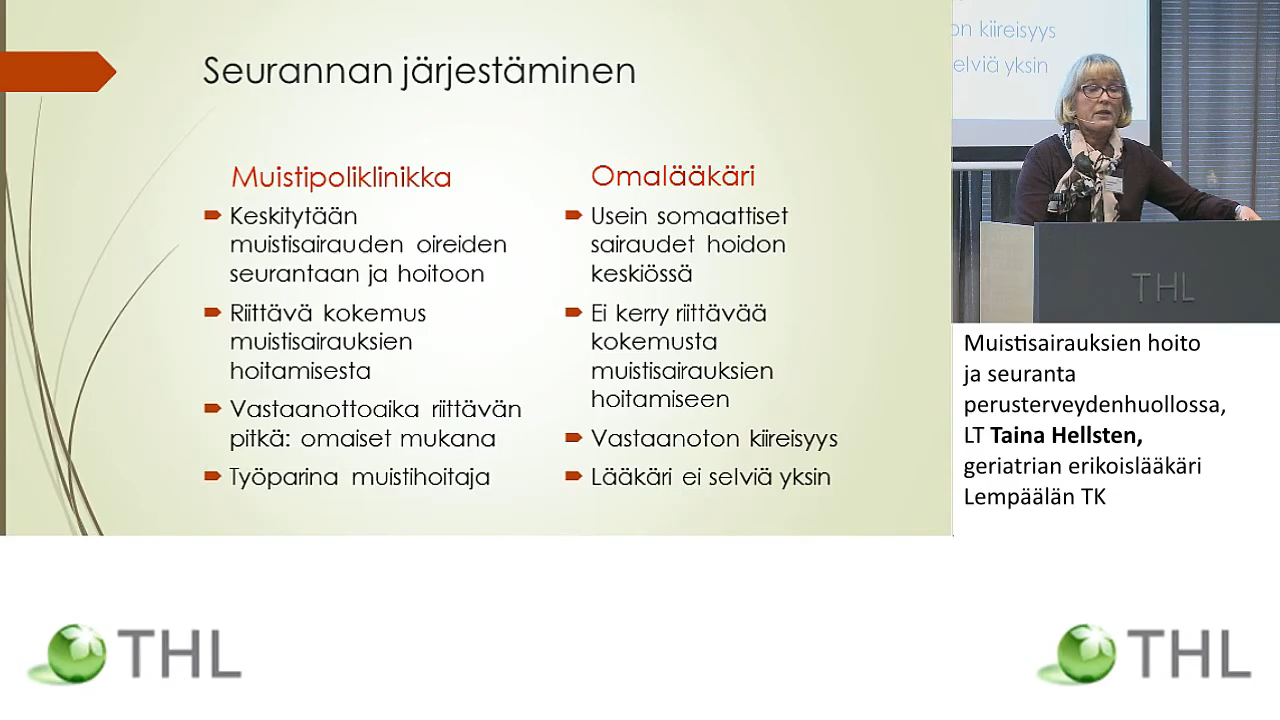 Seurannan järjestäminen
Muistipoliklinikka
Keskitytään
muistisairauden oireiden
seurantaan ja hoitoon
Riittävä kokemus
muistisairauksien
hoitamisesta
Vastaanottoaika riittävän
pitkä: omaiset mukana
Työparina muistihoitaja
Omalääkäri
Usein somaattiset
sairaudet hoidon
keskiössä
Ei kerry riittävää
kokemusta
muistisairauksien
hoitamiseen
Vastaanoton kiireisyys
Lääkäri ei selviä yksin
on kiireisyys
elviä yksin
THL
Muistisairauksien hoito
ja seuranta
perusterveydenhuollossa,
LT Taina Hellsten,
geriatrian erikoislääkäri
Lempäälän TK
THL
THL